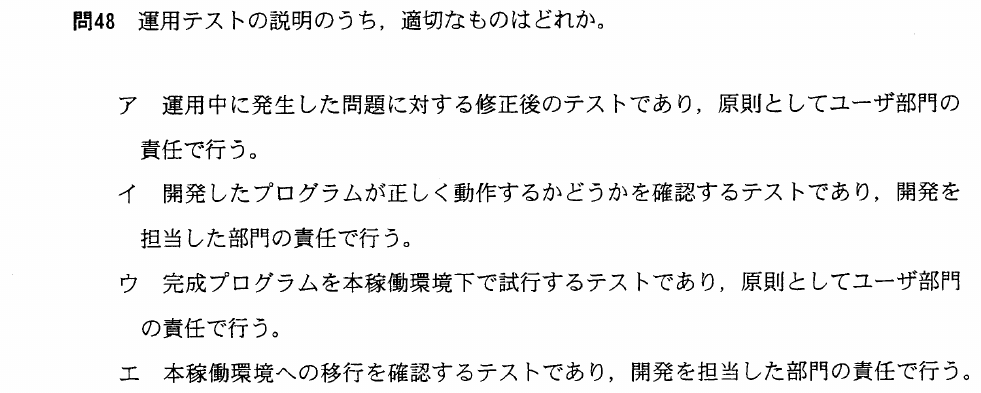 問48 運用テストの説明のうち，適切なものはどれか。
ア 運用中に発生した問題に対する修正後のテストであり，原則としてユーザ部門の
責任で行う。
イ 開発したプログラムが正しく動作するかどうかを確認するテストであり，開発を
担当した部門の責任で行う。
ウ 完成プログラムを本稼働環境下で試行するテストであり，原則としてユーザ部門
の責任で行う。
エ 本稼働環境への移行を確認するテストであり，開発を担当した部門の責任で行う。